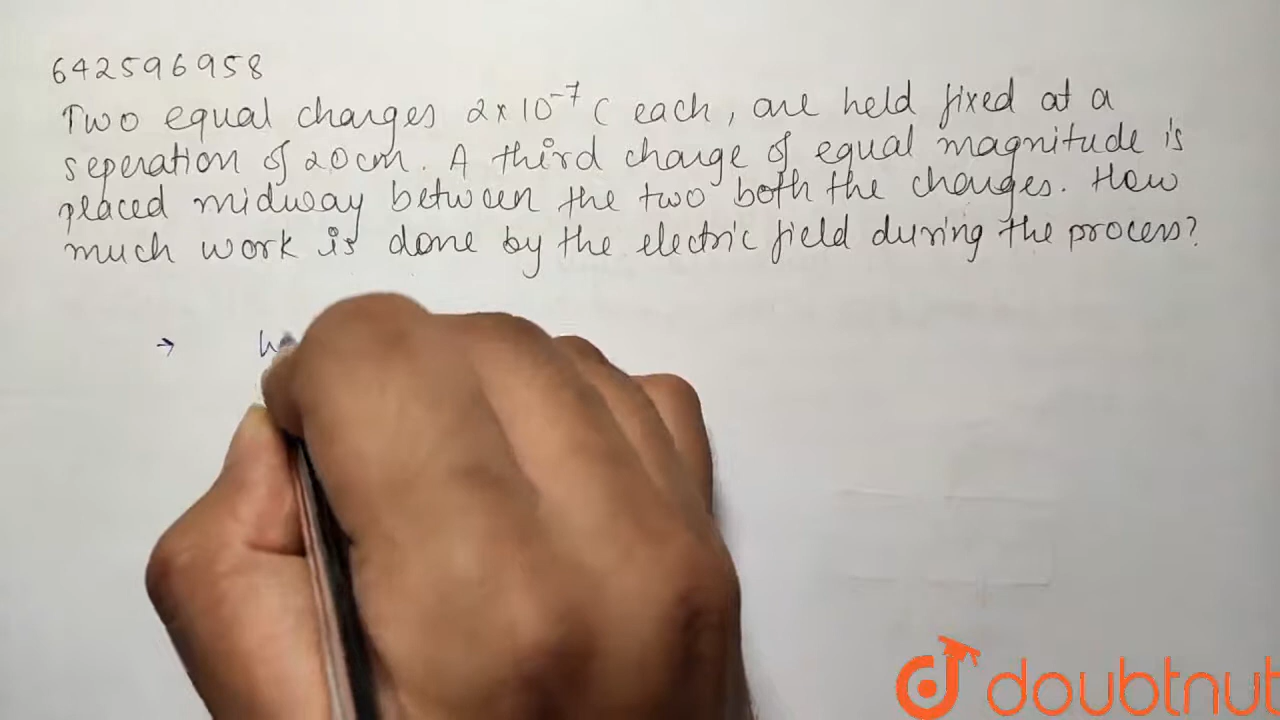 642596958
Two equal charges 2×10⁻⁷ C each, are held fixed at a
seperation of 20cm. A third charge of equal magnitude is
placed midway between the two both the charges. How
much work is done by the electric field during the process?
→
doubtnut